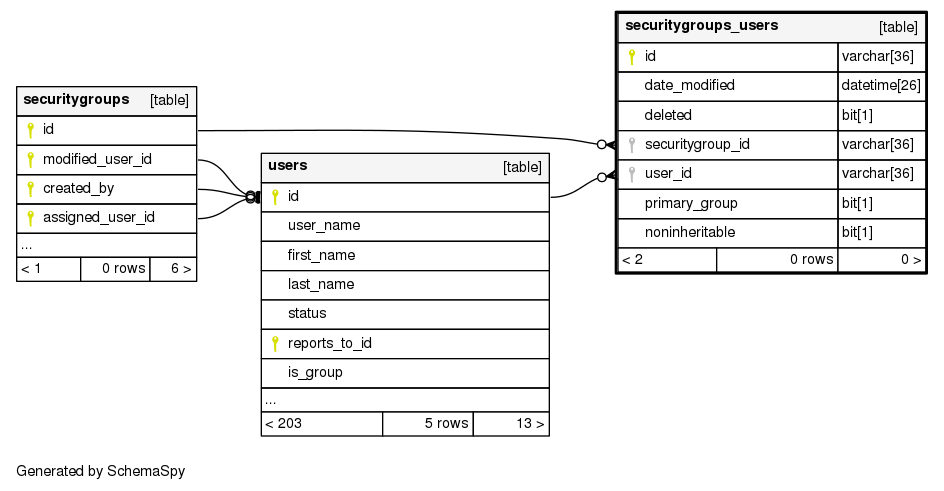 securitygroups [table]
id
modified_user_id
created_by
assigned_user_id
...
< 1 0 rows 6 >
users [table]
id
user_name
first_name
last_name
status
reports_to_id
is_group
...
< 203 5 rows 13 >
securitygroups_users [table]
id varchar[36]
date_modified datetime[26]
deleted bit[1]
securitygroup_id varchar[36]
user_id varchar[36]
primary_group bit[1]
noninheritable bit[1]
< 2 0 rows 0 >
Generated by SchemaSpy